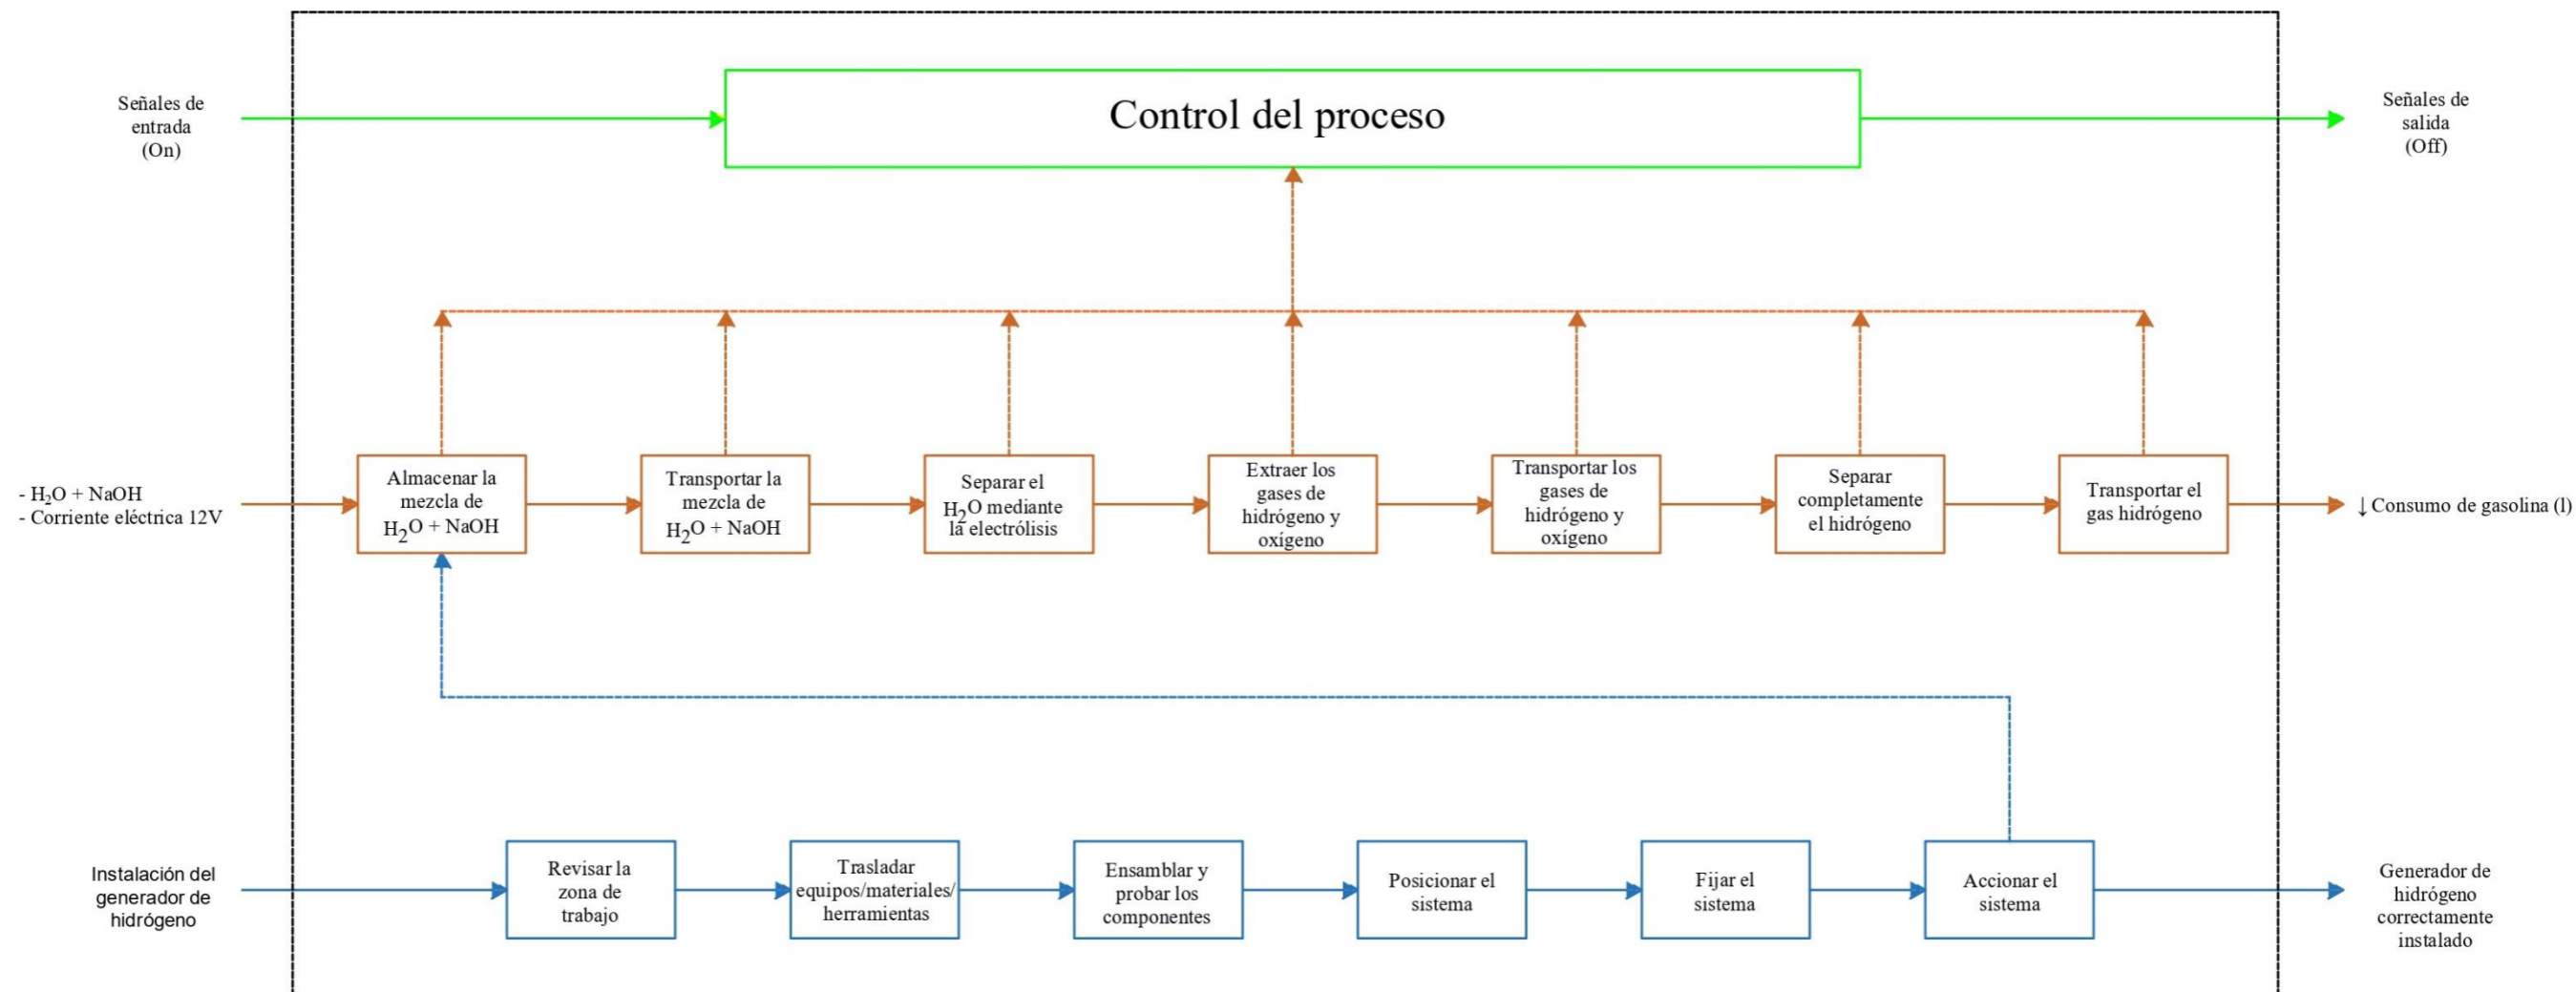 Señales de
entrada
(On)
Control del proceso
Señales de
salida
(Off)
- H₂O + NaOH
- Corriente eléctrica 12V
Almacenar la
mezcla de
H₂O + NaOH
Transportar la
mezcla de
H₂O + NaOH
Separar el
H₂O mediante
la electrólisis
Extraer los
gases de
hidrógeno y
oxígeno
Transportar los
gases de
hidrógeno y
oxígeno
Separar
completamente
el hidrógeno
Transportar el
gas hidrógeno
↓ Consumo de gasolina (l)
Instalación del
generador de
hidrógeno
Revisar la
zona de
trabajo
Trasladar
equipos/materiales/
herramientas
Ensamblar y
probar los
componentes
Posicionar el
sistema
Fijar el
sistema
Accionar el
sistema
Generador de
hidrógeno
correctamente
instalado